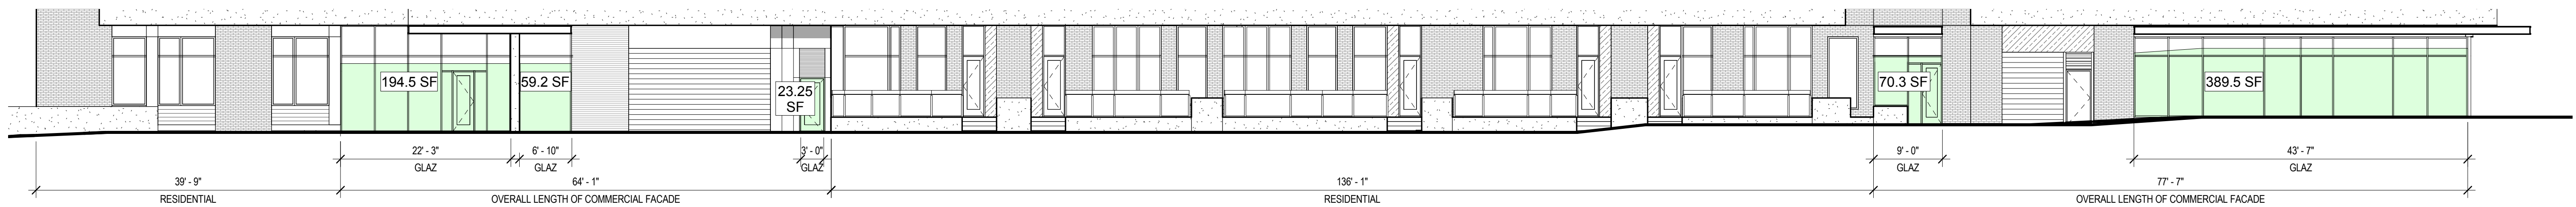 194.5 SF
59.2 SF
23.25
SF
70.3 SF
389.5 SF
22' - 3"
GLAZ
6' - 10"
GLAZ
3' - 0"
GLAZ
9' - 0"
GLAZ
43' - 7"
GLAZ
39' - 9"
RESIDENTIAL
64' - 1"
OVERALL LENGTH OF COMMERCIAL FACADE
136' - 1"
RESIDENTIAL
77' - 7"
OVERALL LENGTH OF COMMERCIAL FACADE